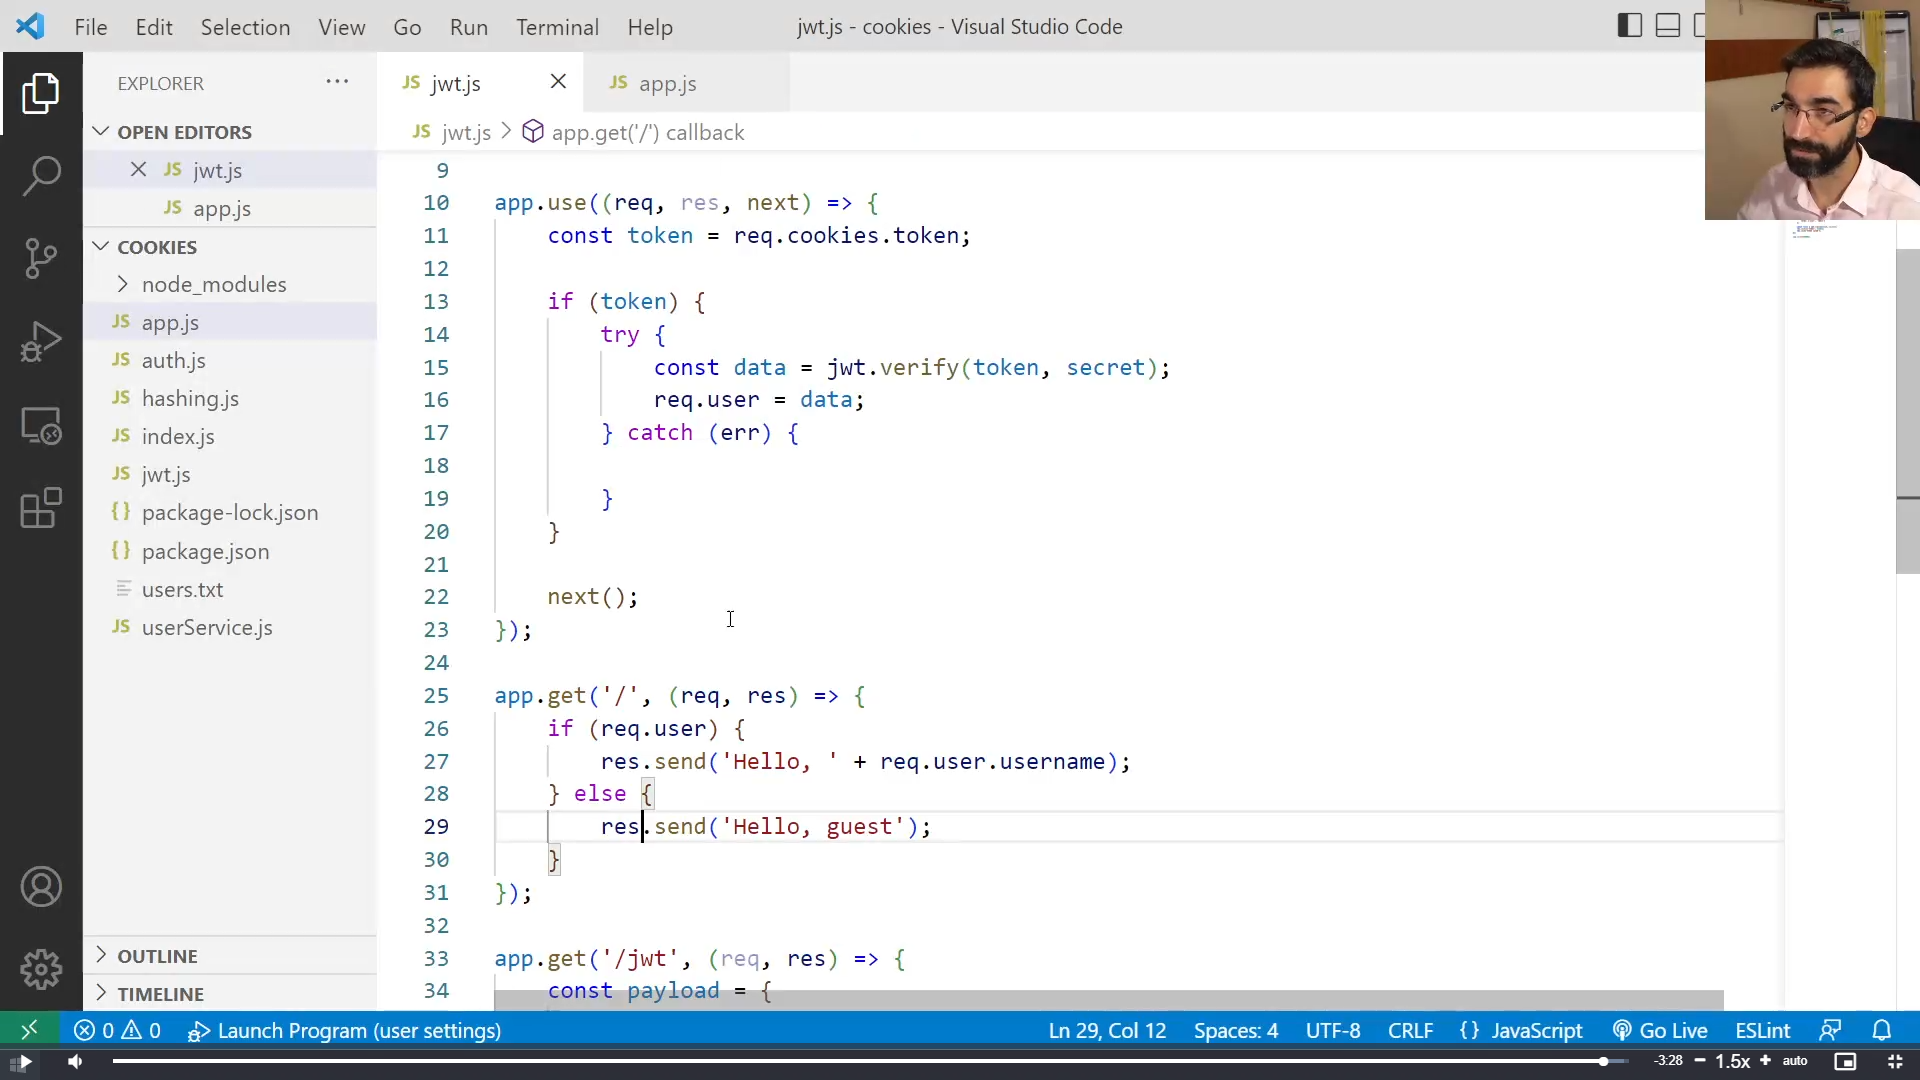 File Edit Selection View Go Run Terminal Help
jwt.js - cookies - Visual Studio Code
EXPLORER
OPEN EDITORS
JS jwt.js
JS app.js
COOKIES
node_modules
JS app.js
JS auth.js
JS hashing.js
JS index.js
JS jwt.js
{} package-lock.json
{} package.json
users.txt
JS userService.js
OUTLINE
TIMELINE
JS jwt.js
JS app.js
JS jwt.js > app.get('/') callback
9
10 app.use((req, res, next) => {
11 const token = req.cookies.token;
12
13 if (token) {
14 try {
15 const data = jwt.verify(token, secret);
16 req.user = data;
17 } catch (err) {
18
19 }
20 }
21
22 next();
23 });
24
25 app.get('/', (req, res) => {
26 if (req.user) {
27 res.send('Hello, ' + req.user.username);
28 } else {
29 res.send('Hello, guest');
30 }
31 });
32
33 app.get('/jwt', (req, res) => {
34 const payload = {
0 0 Launch Program (user settings)
Ln 29, Col 12 Spaces: 4 UTF-8 CRLF {} JavaScript Go Live ESLint
-3:28 − 1.5x + auto